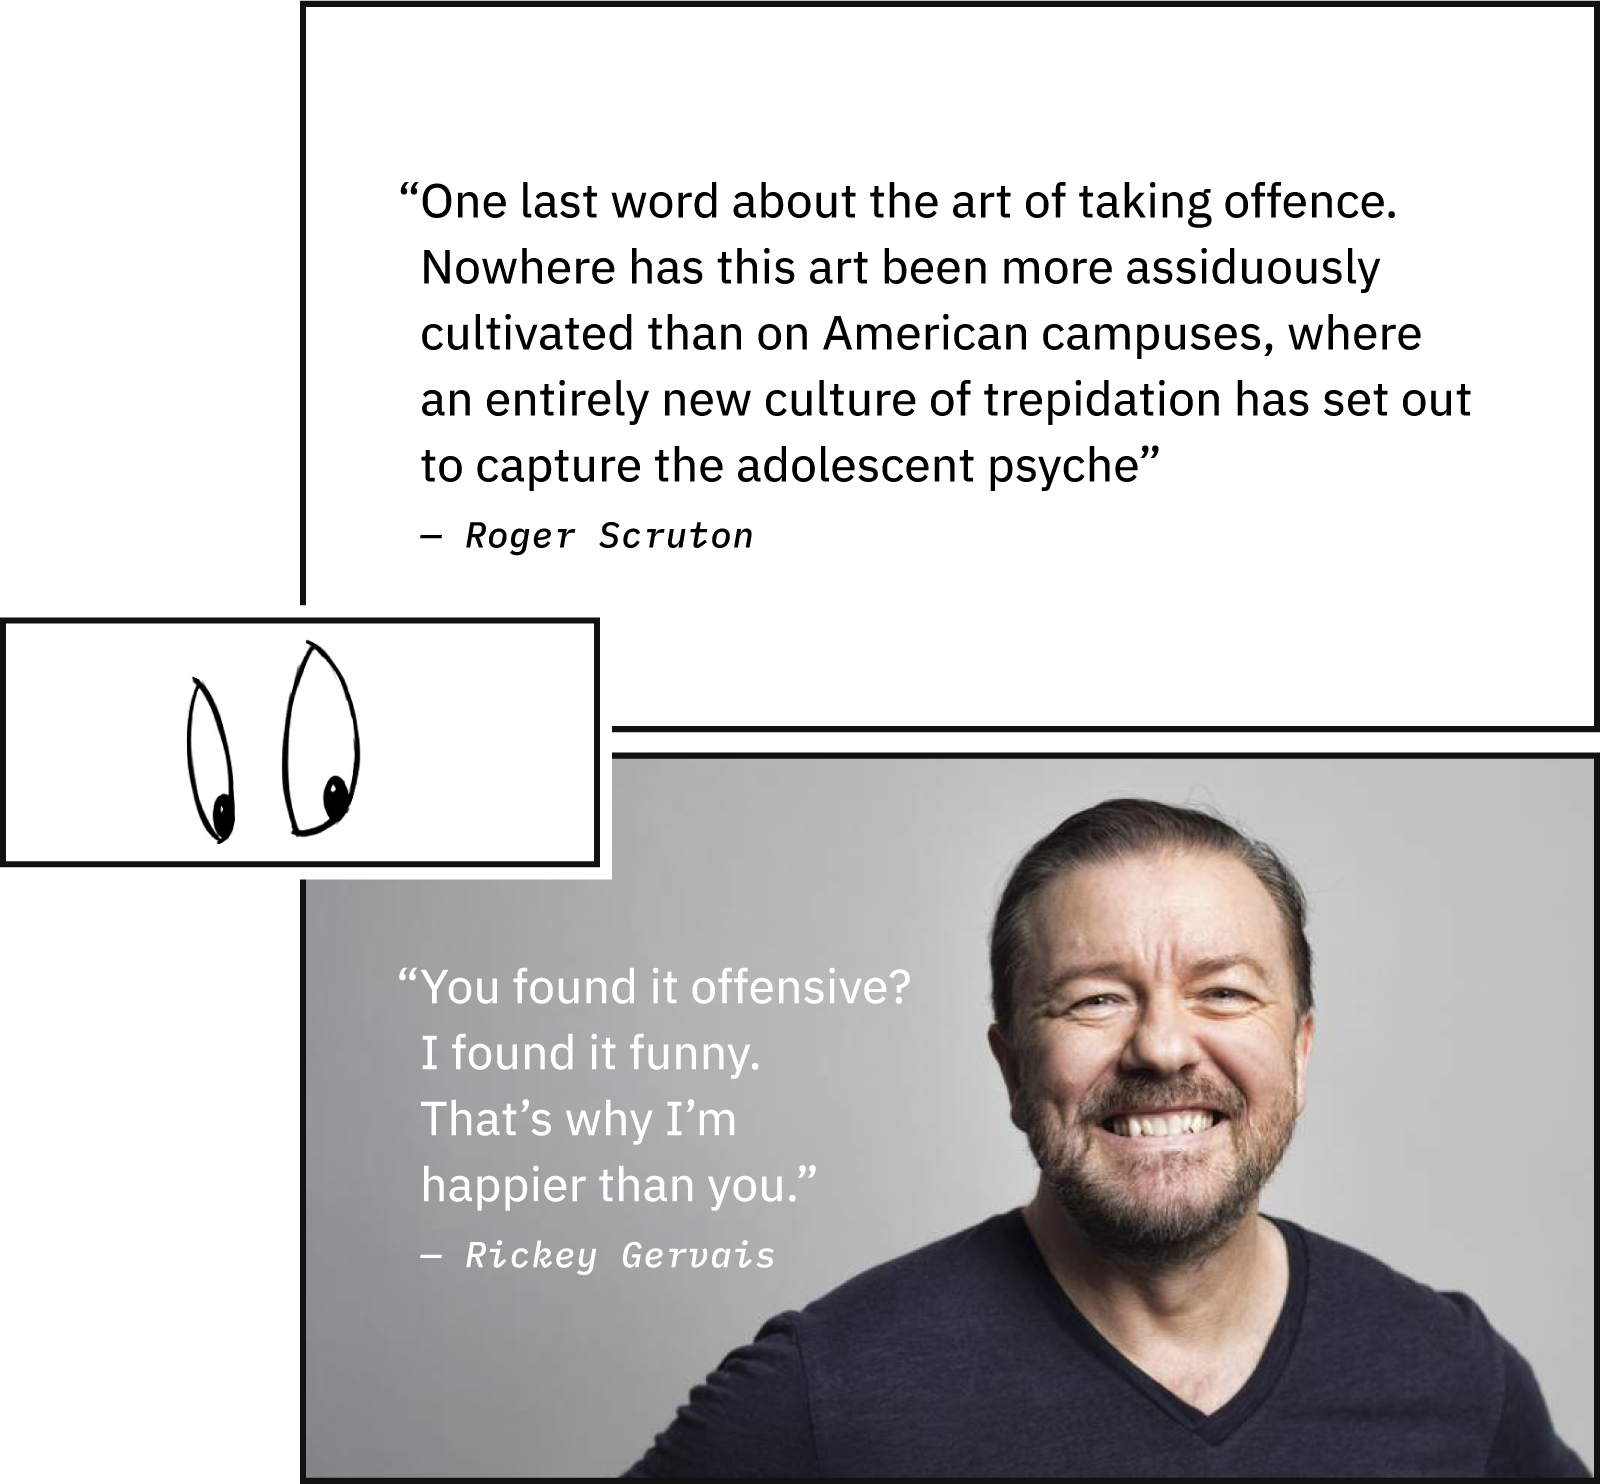 “One last word about the art of taking offence.
Nowhere has this art been more assiduously
cultivated than on American campuses, where
an entirely new culture of trepidation has set out
to capture the adolescent psyche”
— Roger Scruton
“You found it offensive?
I found it funny.
That’s why I’m
happier than you.”
— Rickey Gervais